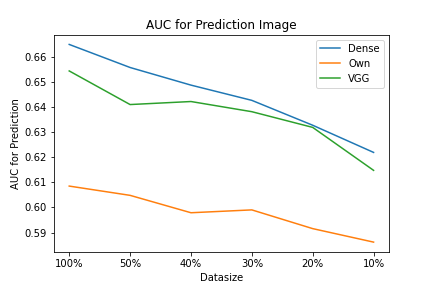 AUC for Prediction Image
Dense
Own
VGG
AUC for Prediction
0.66
0.65
0.64
0.63
0.62
0.61
0.60
0.59
100% 50% 40% 30% 20% 10%
Datasize